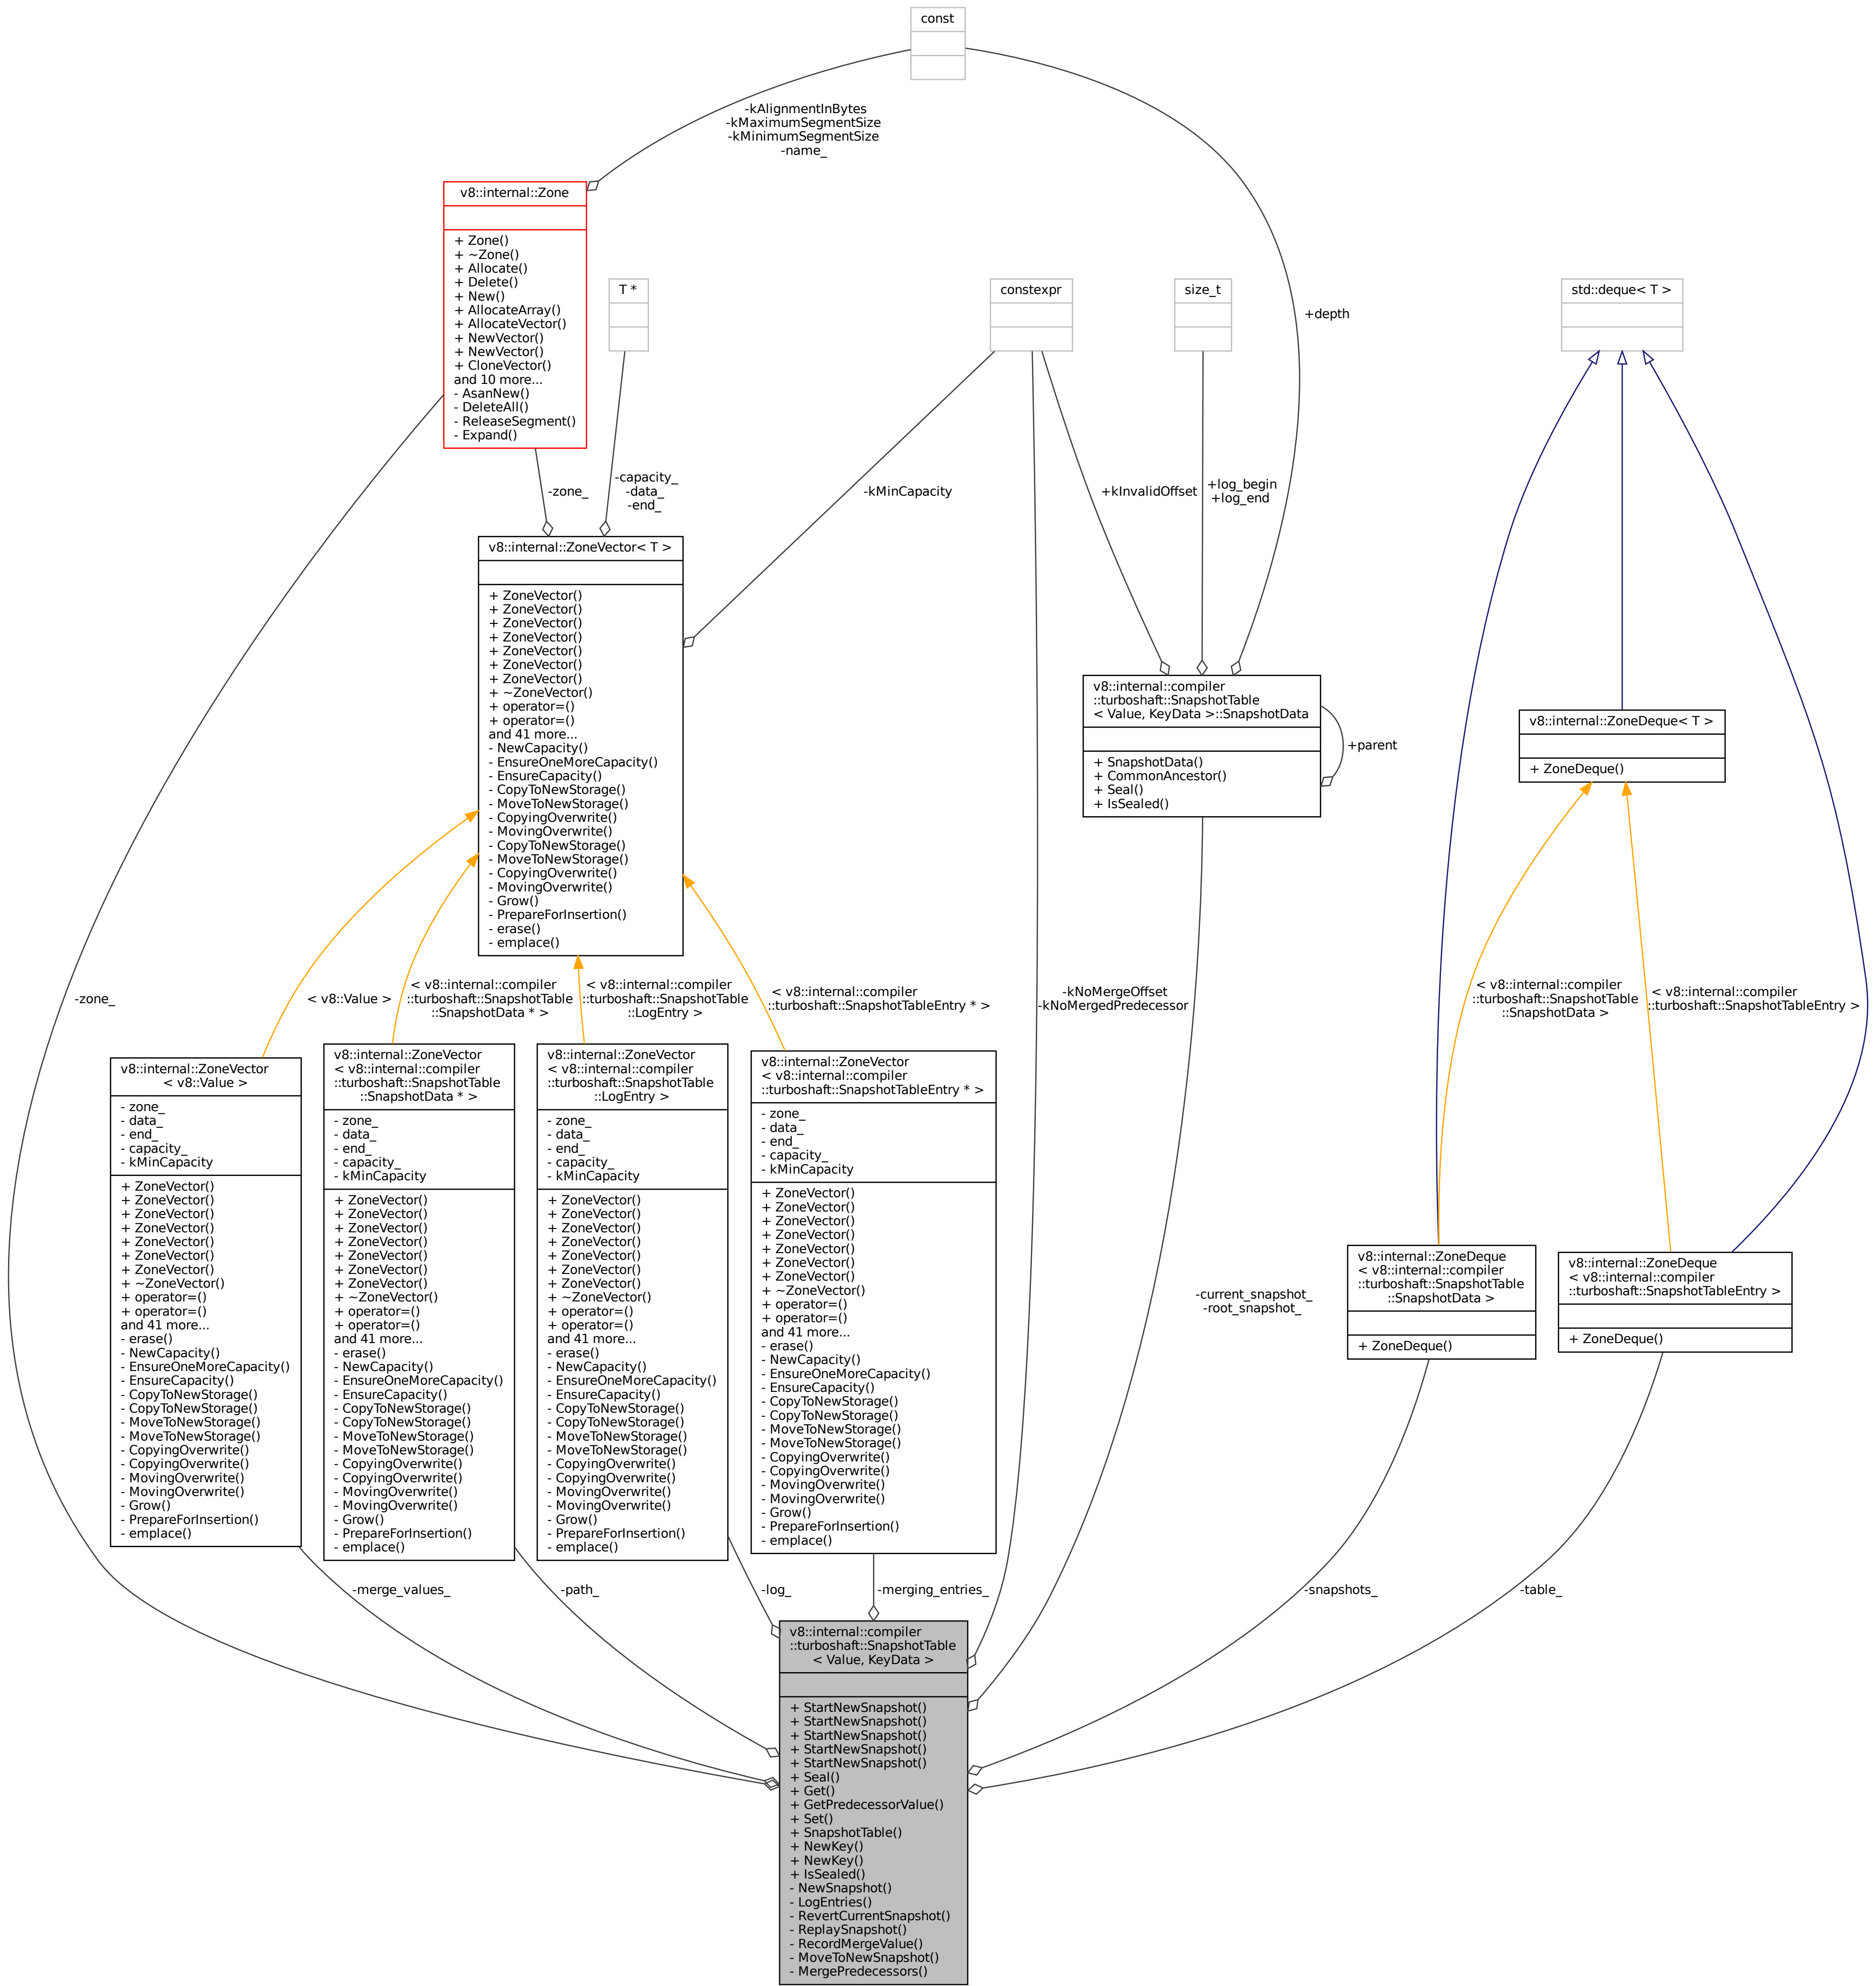 const
-kAlignmentInBytes
-kMaximumSegmentSize
-kMinimumSegmentSize
-name_
v8::internal::Zone
+ Zone()
+ ~Zone()
+ Allocate()
+ Delete()
+ New()
+ AllocateArray()
+ AllocateVector()
+ NewVector()
+ NewVector()
+ CloneVector()
and 10 more...
- AsanNew()
- DeleteAll()
- ReleaseSegment()
- Expand()
T *
constexpr
size_t
std::deque< T >
+depth
-zone_
-capacity_
-data_
-end_
-kMinCapacity
+kInvalidOffset
+log_begin
+log_end
v8::internal::ZoneVector< T >
+ ZoneVector()
+ ZoneVector()
+ ZoneVector()
+ ZoneVector()
+ ZoneVector()
+ ZoneVector()
+ ZoneVector()
+ ~ZoneVector()
+ operator=()
+ operator=()
and 41 more...
- NewCapacity()
- EnsureOneMoreCapacity()
- EnsureCapacity()
- CopyToNewStorage()
- MoveToNewStorage()
- CopyingOverwrite()
- MovingOverwrite()
- CopyToNewStorage()
- MoveToNewStorage()
- CopyingOverwrite()
- MovingOverwrite()
- Grow()
- PrepareForInsertion()
- erase()
- emplace()
v8::internal::compiler
::turboshaft::SnapshotTable
< Value, KeyData >::SnapshotData
+ SnapshotData()
+ CommonAncestor()
+ Seal()
+ IsSealed()
+parent
v8::internal::ZoneDeque< T >
+ ZoneDeque()
-zone_
< v8::Value >
< v8::internal::compiler
::turboshaft::SnapshotTable
::SnapshotData * >
< v8::internal::compiler
::turboshaft::SnapshotTable
::LogEntry >
< v8::internal::compiler
::turboshaft::SnapshotTableEntry * >
-kNoMergeOffset
-kNoMergedPredecessor
< v8::internal::compiler
::turboshaft::SnapshotTable
::SnapshotData >
< v8::internal::compiler
::turboshaft::SnapshotTableEntry >
v8::internal::ZoneVector
< v8::Value >
- zone_
- data_
- end_
- capacity_
- kMinCapacity
+ ZoneVector()
+ ZoneVector()
+ ZoneVector()
+ ZoneVector()
+ ZoneVector()
+ ZoneVector()
+ ZoneVector()
+ ~ZoneVector()
+ operator=()
+ operator=()
and 41 more...
- erase()
- NewCapacity()
- EnsureOneMoreCapacity()
- EnsureCapacity()
- CopyToNewStorage()
- CopyToNewStorage()
- MoveToNewStorage()
- MoveToNewStorage()
- CopyingOverwrite()
- CopyingOverwrite()
- MovingOverwrite()
- MovingOverwrite()
- Grow()
- PrepareForInsertion()
- emplace()
v8::internal::ZoneVector
< v8::internal::compiler
::turboshaft::SnapshotTable
::SnapshotData * >
- zone_
- data_
- end_
- capacity_
- kMinCapacity
+ ZoneVector()
+ ZoneVector()
+ ZoneVector()
+ ZoneVector()
+ ZoneVector()
+ ZoneVector()
+ ZoneVector()
+ ~ZoneVector()
+ operator=()
+ operator=()
and 41 more...
- erase()
- NewCapacity()
- EnsureOneMoreCapacity()
- EnsureCapacity()
- CopyToNewStorage()
- CopyToNewStorage()
- MoveToNewStorage()
- MoveToNewStorage()
- CopyingOverwrite()
- CopyingOverwrite()
- MovingOverwrite()
- MovingOverwrite()
- Grow()
- PrepareForInsertion()
- emplace()
v8::internal::ZoneVector
< v8::internal::compiler
::turboshaft::SnapshotTable
::LogEntry >
- zone_
- data_
- end_
- capacity_
- kMinCapacity
+ ZoneVector()
+ ZoneVector()
+ ZoneVector()
+ ZoneVector()
+ ZoneVector()
+ ZoneVector()
+ ZoneVector()
+ ~ZoneVector()
+ operator=()
+ operator=()
and 41 more...
- erase()
- NewCapacity()
- EnsureOneMoreCapacity()
- EnsureCapacity()
- CopyToNewStorage()
- CopyToNewStorage()
- MoveToNewStorage()
- MoveToNewStorage()
- CopyingOverwrite()
- CopyingOverwrite()
- MovingOverwrite()
- MovingOverwrite()
- Grow()
- PrepareForInsertion()
- emplace()
v8::internal::ZoneVector
< v8::internal::compiler
::turboshaft::SnapshotTableEntry * >
- zone_
- data_
- end_
- capacity_
- kMinCapacity
+ ZoneVector()
+ ZoneVector()
+ ZoneVector()
+ ZoneVector()
+ ZoneVector()
+ ZoneVector()
+ ZoneVector()
+ ~ZoneVector()
+ operator=()
+ operator=()
and 41 more...
- erase()
- NewCapacity()
- EnsureOneMoreCapacity()
- EnsureCapacity()
- CopyToNewStorage()
- CopyToNewStorage()
- MoveToNewStorage()
- MoveToNewStorage()
- CopyingOverwrite()
- CopyingOverwrite()
- MovingOverwrite()
- MovingOverwrite()
- Grow()
- PrepareForInsertion()
- emplace()
-current_snapshot_
-root_snapshot_
v8::internal::ZoneDeque
< v8::internal::compiler
::turboshaft::SnapshotTable
::SnapshotData >
+ ZoneDeque()
v8::internal::ZoneDeque
< v8::internal::compiler
::turboshaft::SnapshotTableEntry >
+ ZoneDeque()
-merge_values_
-path_
-log_
-merging_entries_
-snapshots_
-table_
v8::internal::compiler
::turboshaft::SnapshotTable
< Value, KeyData >
+ StartNewSnapshot()
+ StartNewSnapshot()
+ StartNewSnapshot()
+ StartNewSnapshot()
+ StartNewSnapshot()
+ Seal()
+ Get()
+ GetPredecessorValue()
+ Set()
+ SnapshotTable()
+ NewKey()
+ NewKey()
+ IsSealed()
- NewSnapshot()
- LogEntries()
- RevertCurrentSnapshot()
- ReplaySnapshot()
- RecordMergeValue()
- MoveToNewSnapshot()
- MergePredecessors()